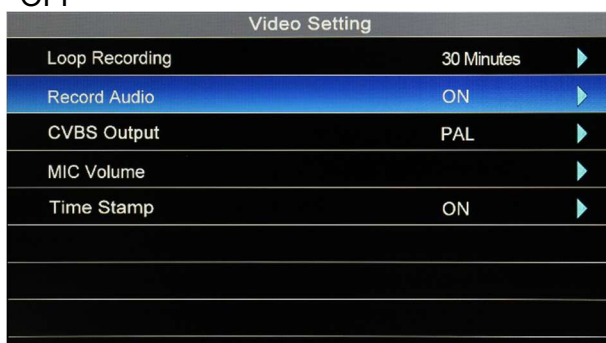 Video Setting
Loop Recording 30 Minutes
Record Audio ON
CVBS Output PAL
MIC Volume
Time Stamp ON